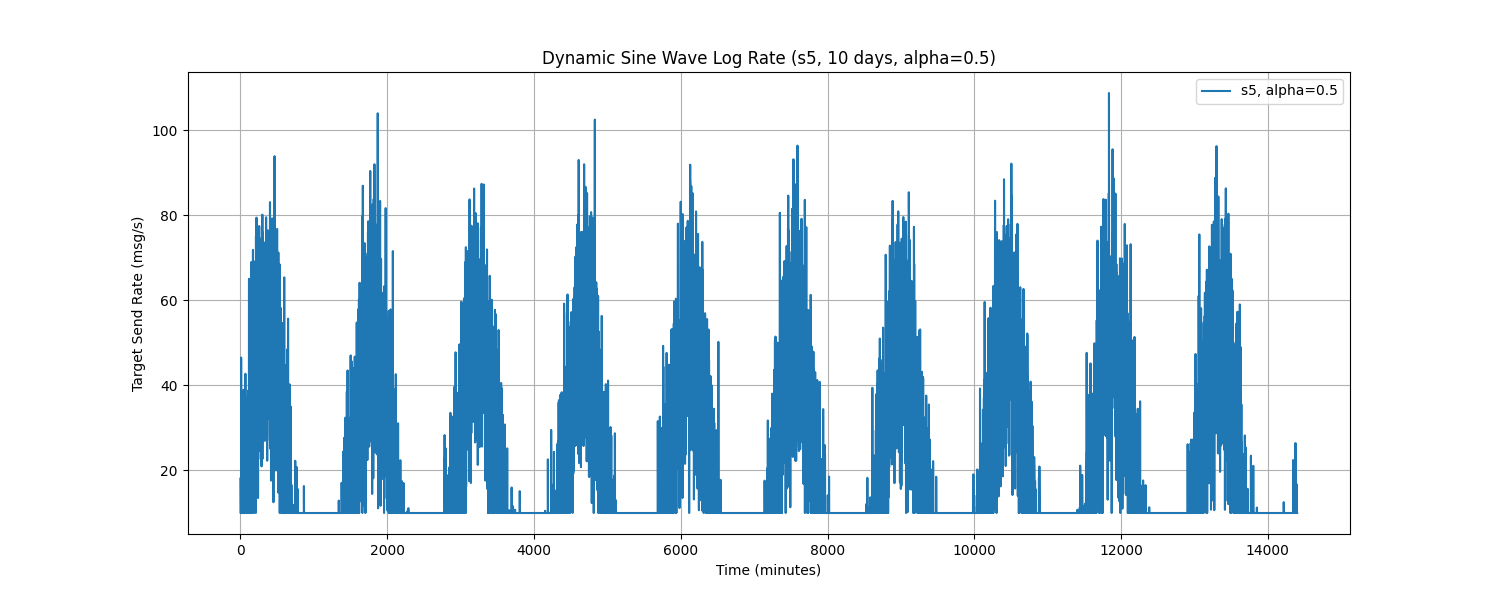 Dynamic Sine Wave Log Rate (s5, 10 days, alpha=0.5)
s5, alpha=0.5
Target Send Rate (msg/s)
100
80
60
40
20
0 2000 4000 6000 8000 10000 12000 14000
Time (minutes)